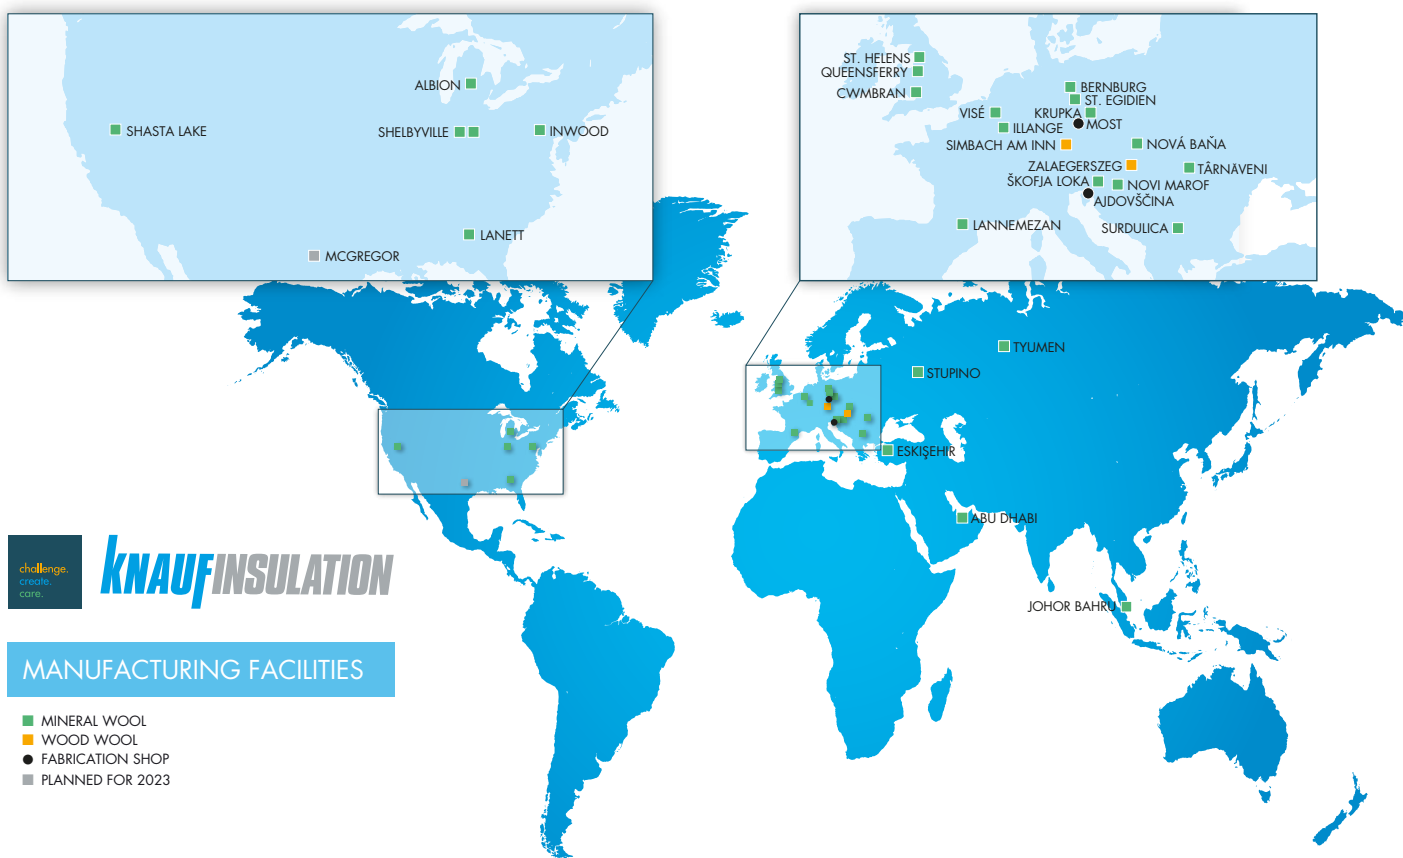 ALBION
SHASTA LAKE
SHELBYVILLE
INWOOD
LANETT
MCGREGOR
ST. HELENS
QUEENSFERRY
CWMBRAN
BERNBURG
ST. EGIDIEN
VISÉ
KRUPKA
ILLANGE
MOST
SIMBACH AM INN
NOVÁ BAŇA
ZALAEGERSZEG
TÂRNĂVENI
ŠKOFJA LOKA
NOVI MAROF
AJDOVŠČINA
LANNEMEZAN
SURDULICA
TYUMEN
STUPINO
ESKIŞEHIR
ABU DHABI
JOHOR BAHRU
challenge.
create.
care.
KNAUFINSULATION
MANUFACTURING FACILITIES
MINERAL WOOL
WOOD WOOL
FABRICATION SHOP
PLANNED FOR 2023